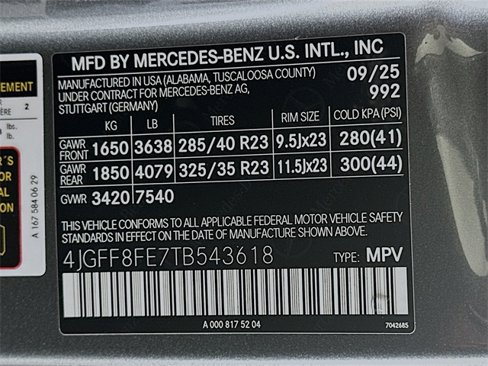 MFD BY MERCEDES-BENZ U.S. INTL., INC
MANUFACTURED IN USA (ALABAMA, TUSCALOOSA COUNTY)
UNDER CONTRACT FOR MERCEDES-BENZ AG,
STUTTGART (GERMANY)
09/25
992
KG LB TIRES RIM SIZE COLD KPA (PSI)
GAWR FRONT 1650 3638 285/40 R23 9.5Jx23 280(41)
GAWR REAR 1850 4079 325/35 R23 11.5Jx23 300(44)
GVWR 3420 7540
THIS VEHICLE CONFORMS TO ALL APPLICABLE FEDERAL MOTOR VEHICLE SAFETY
STANDARDS IN EFFECT ON THE DATE OF MANUFACTURE SHOWN ABOVE.
4JGFF8FE7TB543618 TYPE: MPV
A 000 817 52 04
7042685
2
lbs.
lbs.
A 167 584 06 29